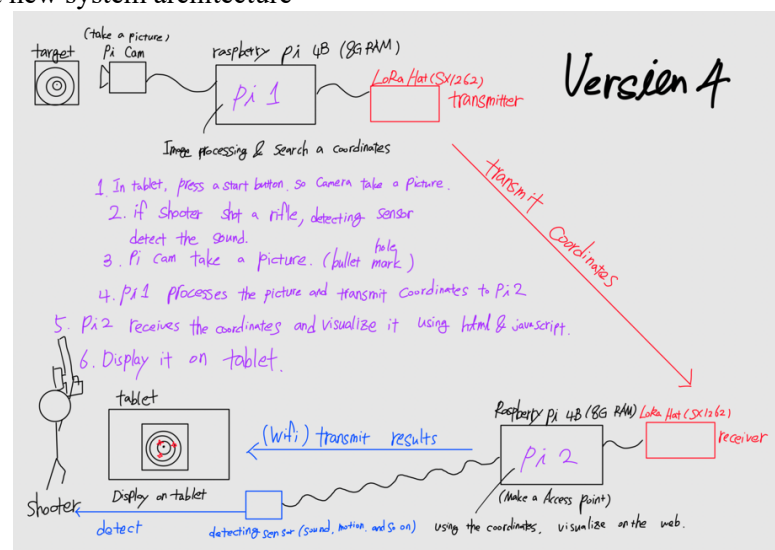 new system architecture
(take a picture)
target
Pi Cam
raspberry pi 4B (8G RAM)
LoRa Hat (SX1262)
transmitter
Pi 1
Version 4
Image processing & Search a coordinates
transmit
Coordinates
1. In tablet, press a start button. So Camera take a Picture.
2. if shooter shot a rifle, detecting sensor
detect the sound.
3. Pi cam take a picture. (bullet hole mark)
4. Pi1 processes the picture and transmit coordinates to Pi2
5. Pi2 receives the coordinates and visualize it using html & javascript.
6. Display it on tablet.
tablet
(Wifi) transmit results
Raspberry Pi 4B (8G RAM)
LoRa Hat (SX1262)
receiver
Pi 2
Shooter
Display on tablet
(Make a Access point)
detect
detecting sensor (sound, motion, and so on)
using the coordinates, visualize on the web.